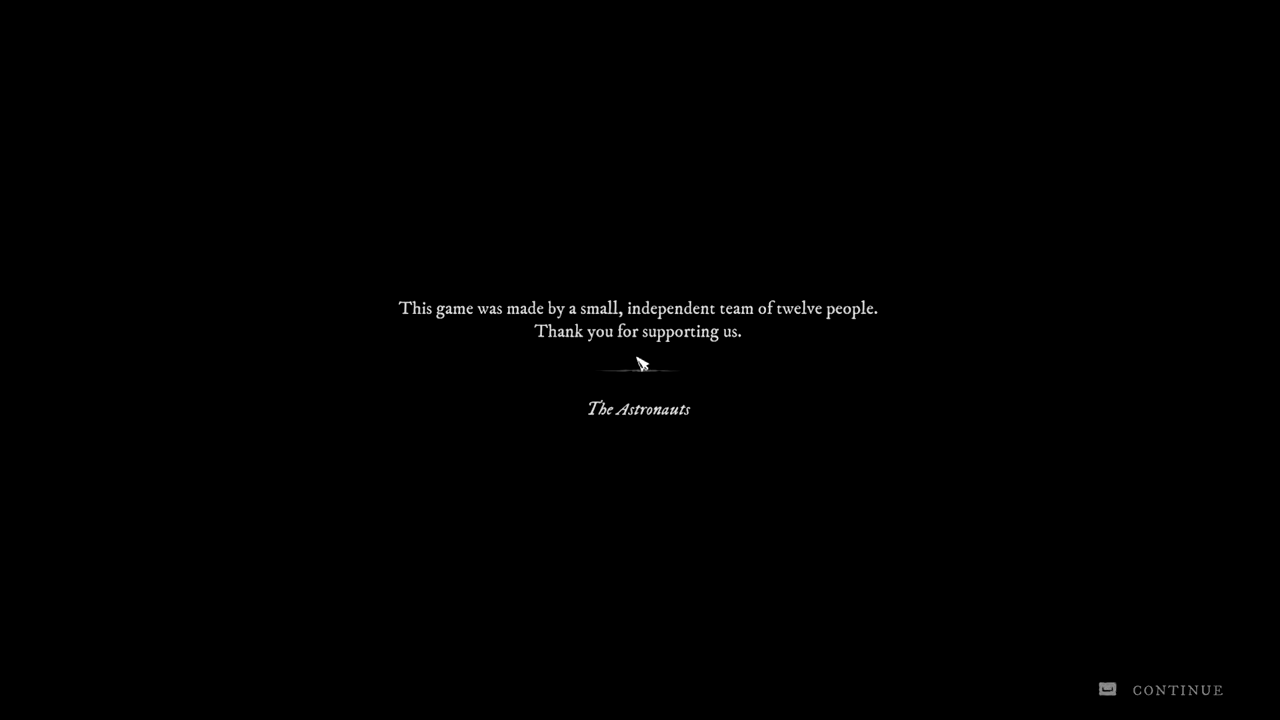 This game was made by a small, independent team of twelve people.
Thank you for supporting us.
The Astronauts
CONTINUE